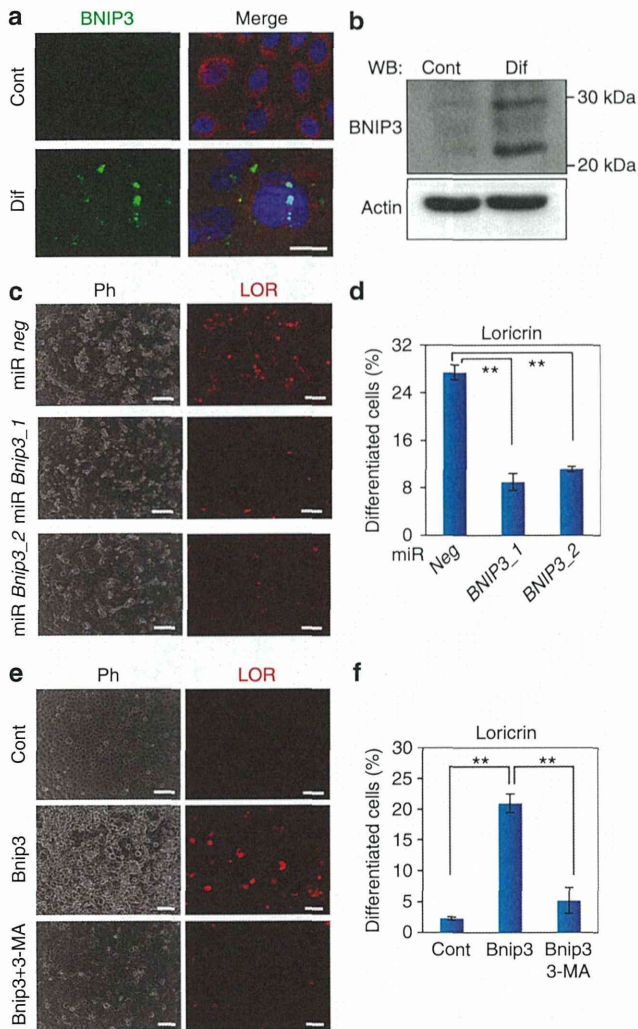 a
BNIP3
Merge
Cont
Dif
b
WB:
Cont
Dif
BNIP3
30 kDa
20 kDa
Actin
c
Ph
LOR
miR neg
miR Bnip3_1
miR Bnip3_2
d
Loricrin
Differentiated cells (%)
32
28
16
8
0
**
**
miR
Neg
BNIP3_1
BNIP3_2
e
Ph
LOR
Cont
Bnip3
Bnip3+3-MA
f
Loricrin
Differentiated cells (%)
30
25
20
15
10
5
0
**
**
Cont
Bnip3
Bnip3
3-MA